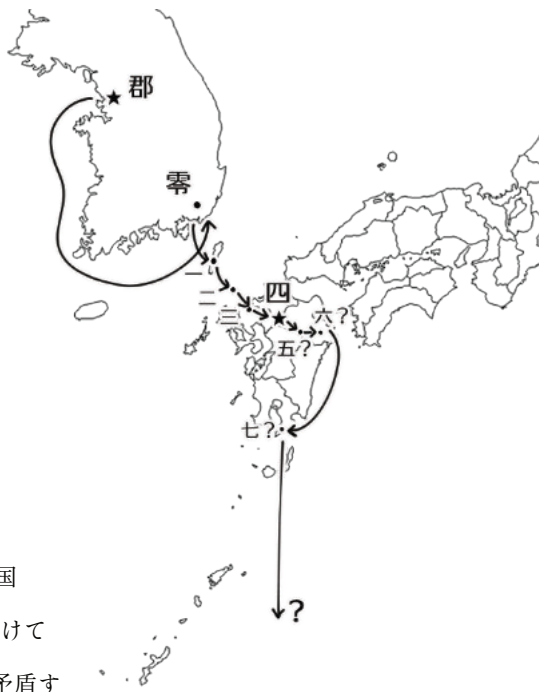 郡
零
一
二
三
四
五?
六?
七?
?
国
けて
矛盾す